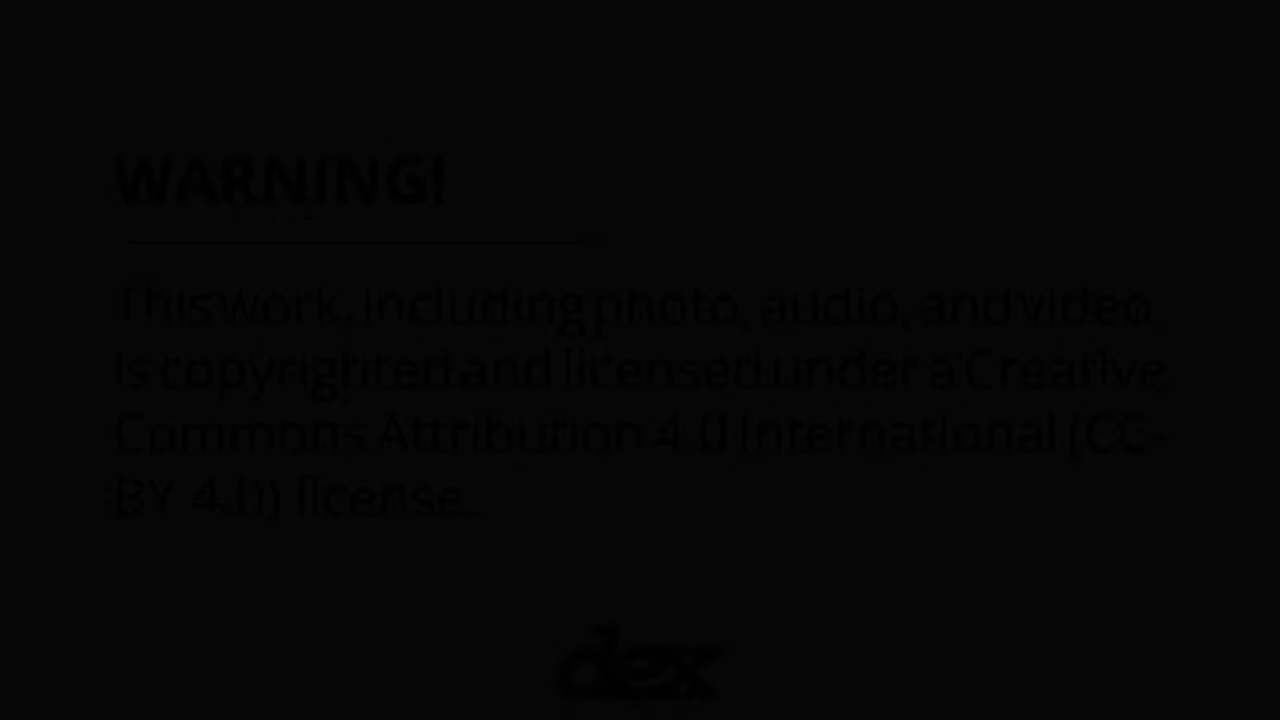 WARNING!
This work, including photo, audio, and video,
is copyrighted and licensed under a Creative
Commons Attribution 4.0 International (CC-
BY 4.0) license.
dex